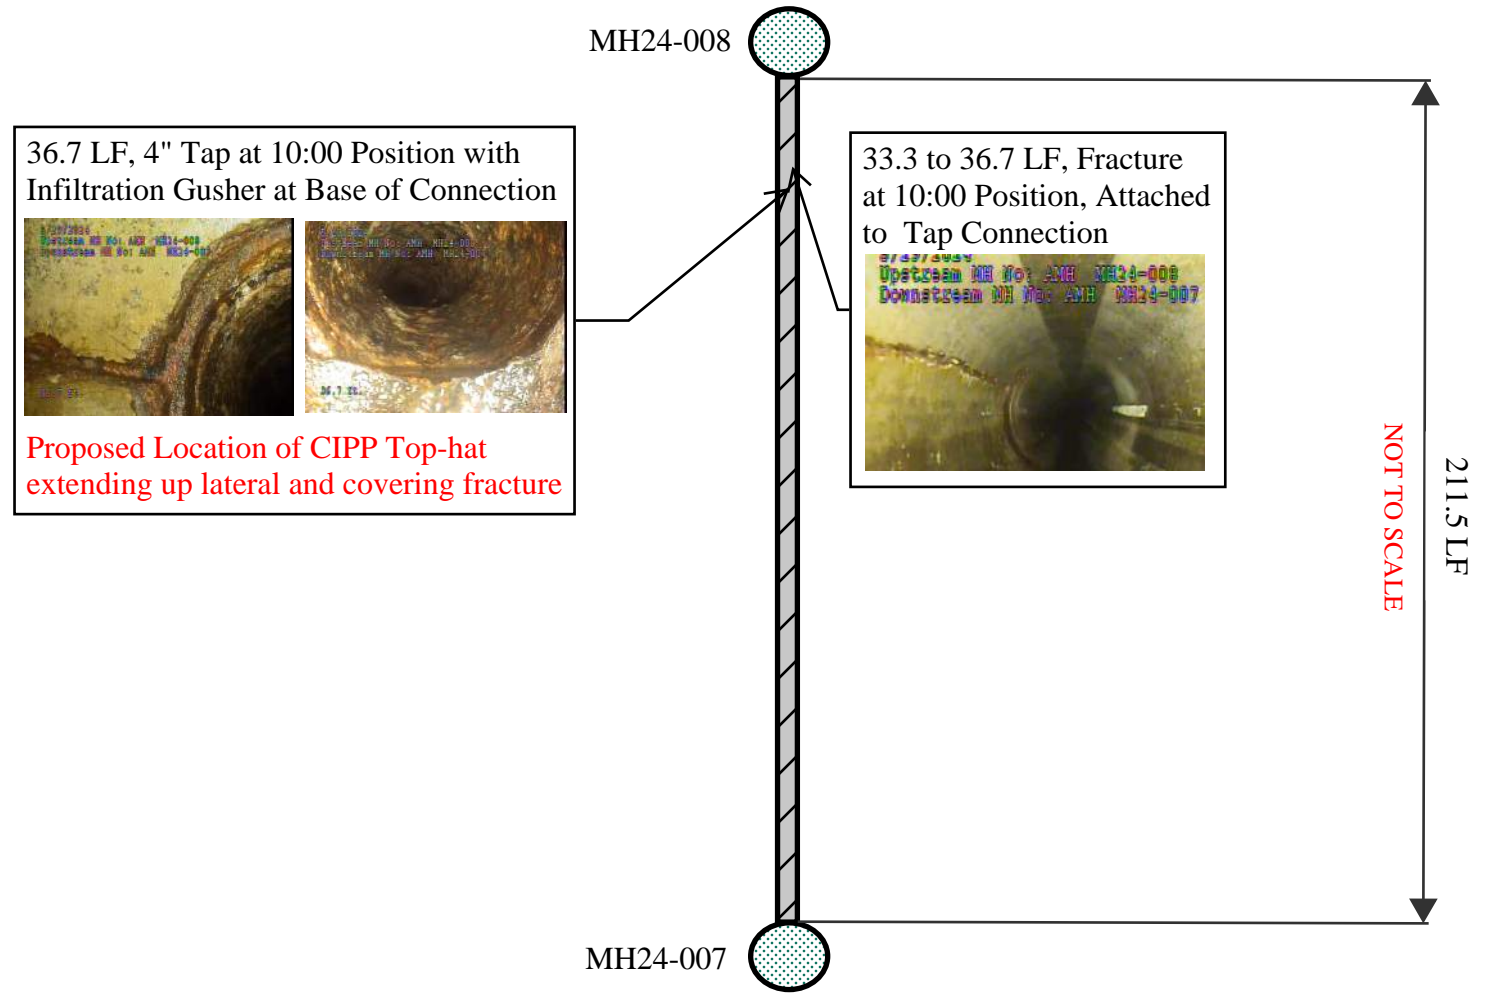 MH24-008
36.7 LF, 4" Tap at 10:00 Position with
Infiltration Gusher at Base of Connection
Proposed Location of CIPP Top-hat
extending up lateral and covering fracture
33.3 to 36.7 LF, Fracture
at 10:00 Position, Attached
to Tap Connection
Upstream MH No: AMH MH24-008
Downstream MH No: AMH MH24-007
36.7 ft.
NOT TO SCALE
211.5 LF
MH24-007